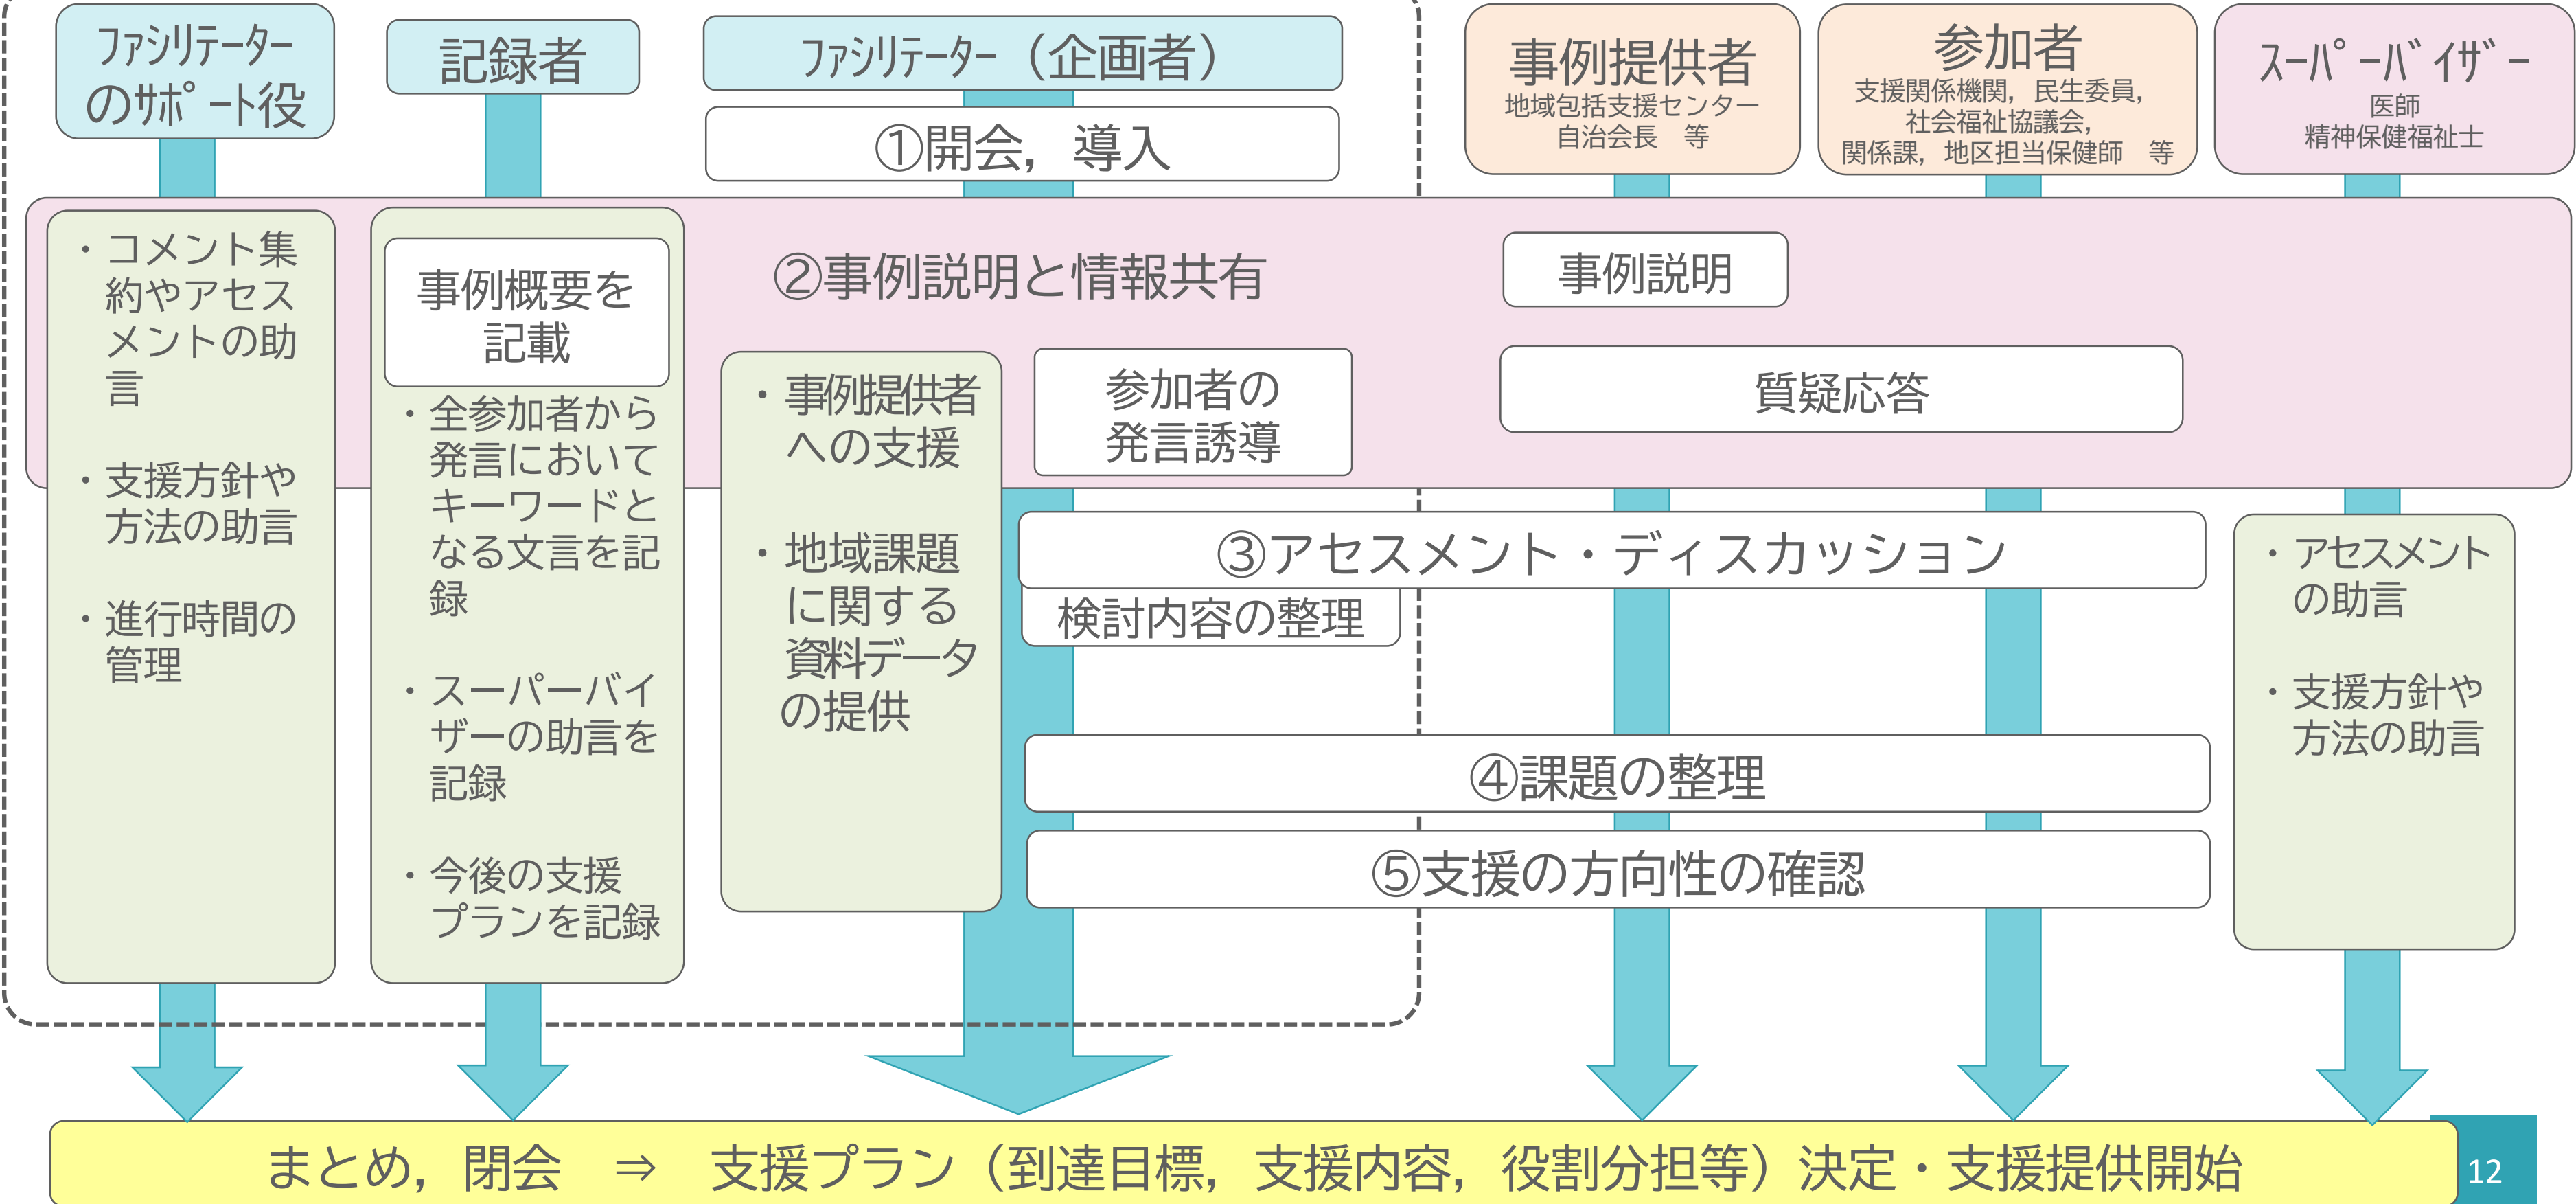 ﾌｧｼﾘﾃｰﾀｰ
のｻﾎﾟｰﾄ役
記録者
ﾌｧｼﾘﾃｰﾀｰ（企画者）
①開会，導入
事例提供者
地域包括支援センター
自治会長　等
参加者
支援関係機関，民生委員，
社会福祉協議会，
関係課，地区担当保健師　等
ｽｰﾊﾟｰﾊﾞｲｻﾞｰ
医師
精神保健福祉士
・コメント集
約やアセス
メントの助
言
・支援方針や
方法の助言
・進行時間の
管理
事例概要を
記載
・全参加者から
発言において
キーワードと
なる文言を記
録
・スーパーバイ
ザーの助言を
記録
・今後の支援
プランを記録
②事例説明と情報共有
・事例提供者
への支援
・地域課題
に関する
資料データ
の提供
参加者の
発言誘導
事例説明
質疑応答
③アセスメント・ディスカッション
検討内容の整理
④課題の整理
⑤支援の方向性の確認
・アセスメント
の助言
・支援方針や
方法の助言
まとめ，閉会　⇒　支援プラン（到達目標，支援内容，役割分担等）決定・支援提供開始
12